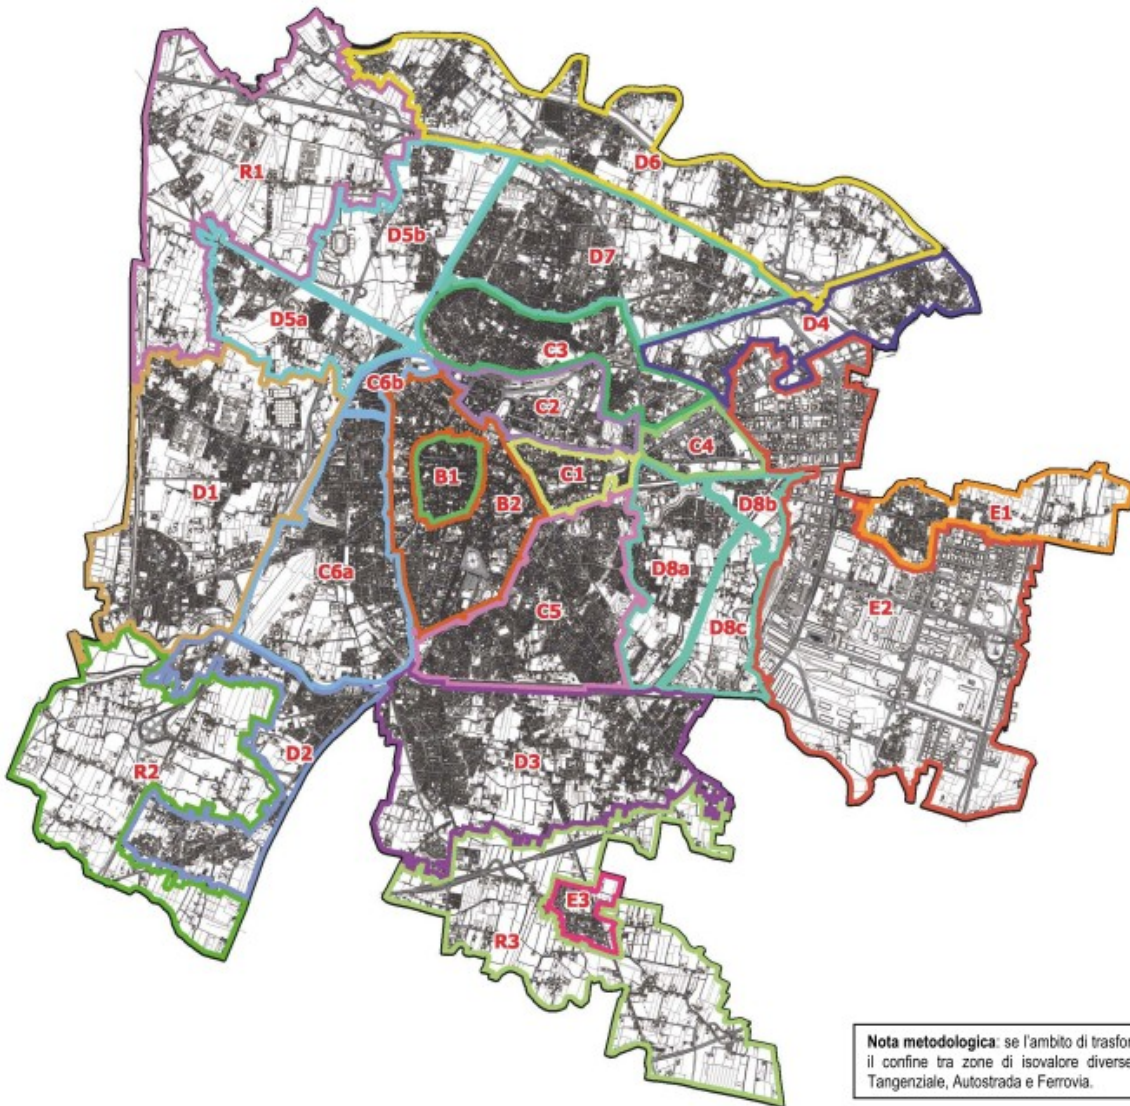 D6
R1
D5b
D7
D5a
D4
C3
C6b
C2
C4
B1
C1
D1
B2
D8b
E1
C6a
D8a
E2
C5
D8c
D2
D3
R2
E3
R3
Nota metodologica: se l'ambito di trasfor
il confine tra zone di isovalore diverse
Tangenziale, Autostrada e Ferrovia.